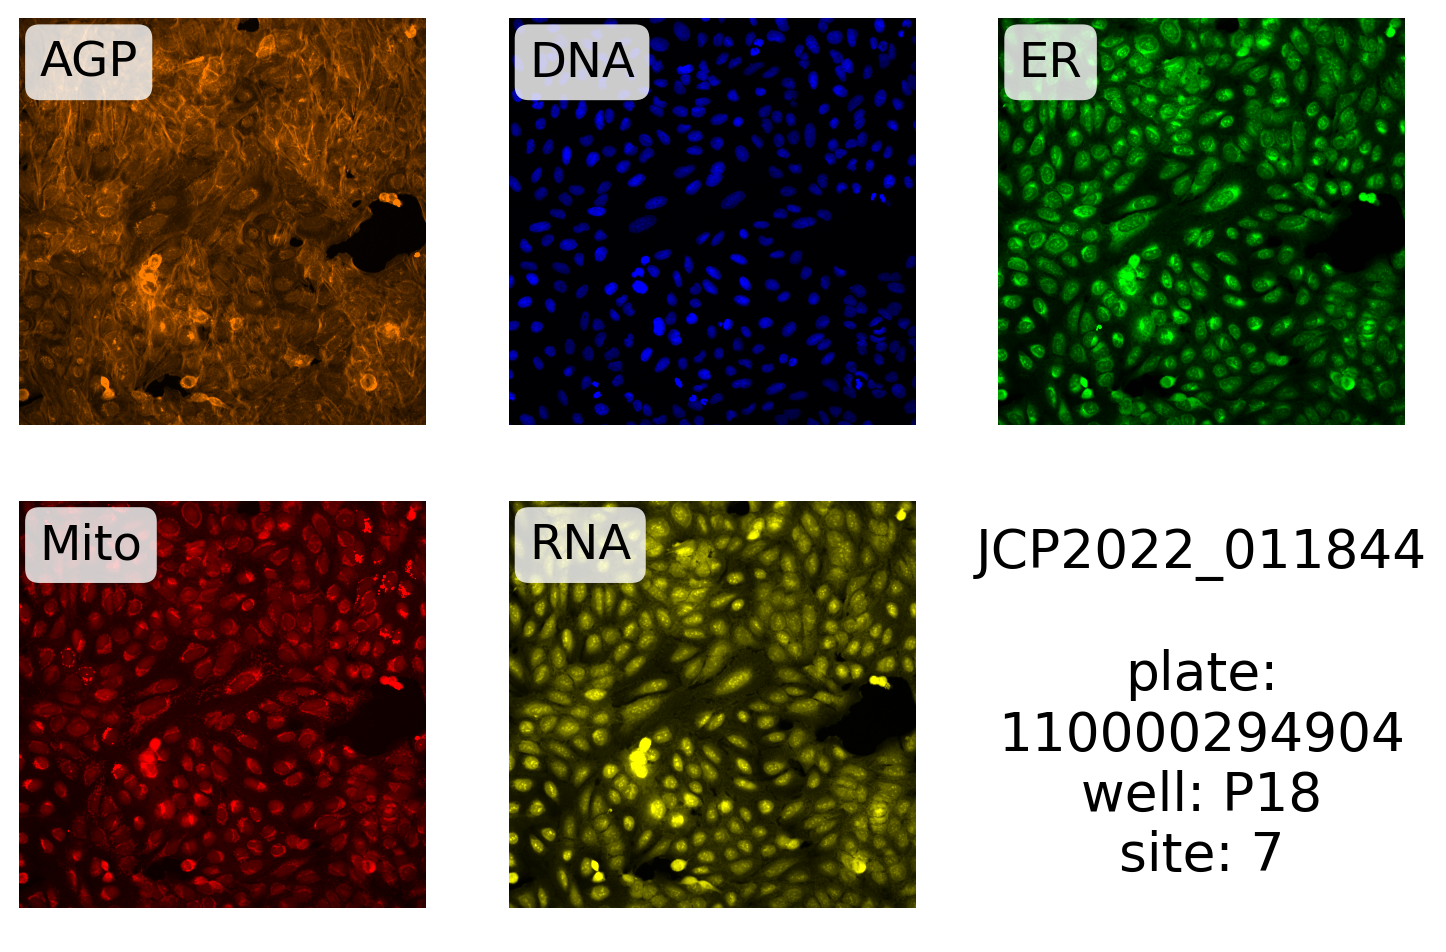 AGP
DNA
ER
Mito
RNA
JCP2022_011844
plate:
110000294904
well: P18
site: 7